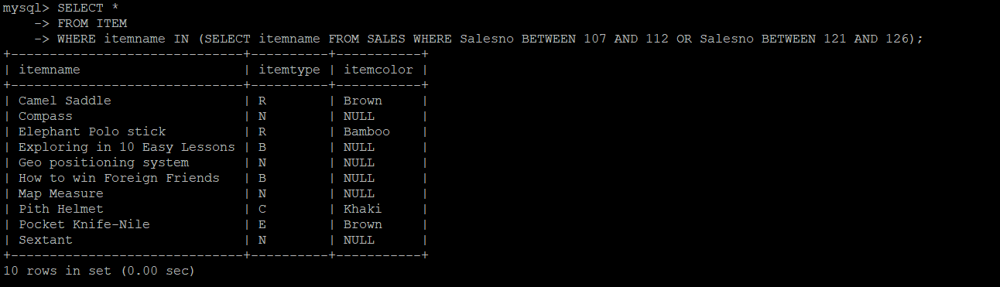 mysql> SELECT *
    -> FROM ITEM
    -> WHERE itemname IN (SELECT itemname FROM SALES WHERE Salesno BETWEEN 107 AND 112 OR Salesno BETWEEN 121 AND 126);
+------------------------------+----------+-----------+
| itemname                     | itemtype | itemcolor |
+------------------------------+----------+-----------+
| Camel Saddle                 | R        | Brown     |
| Compass                      | N        | NULL      |
| Elephant Polo stick          | R        | Bamboo    |
| Exploring in 10 Easy Lessons | B        | NULL      |
| Geo positioning system       | N        | NULL      |
| How to win Foreign Friends   | B        | NULL      |
| Map Measure                  | N        | NULL      |
| Pith Helmet                  | C        | Khaki     |
| Pocket Knife-Nile            | E        | Brown     |
| Sextant                      | N        | NULL      |
+------------------------------+----------+-----------+
10 rows in set (0.00 sec)